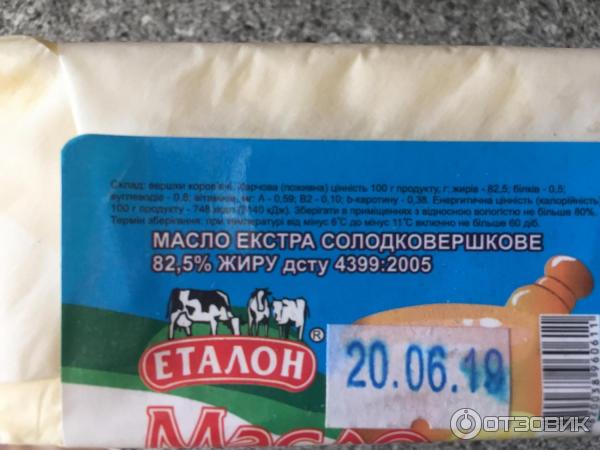 Склад: вершки коров'ячі. Харчова (поживна) цінність 100 г продукту, г: жирів - 82,5; білків - 0,5;
вуглеводів - 0,8; вітамінів, мг: А - 0,59; В2 - 0,10; b-каротину - 0,38. Енергетична цінність (калорійність)
100 г продукту - 748 ккал (3140 кДж). Зберігати в приміщеннях з відносною вологістю не більше 80%.
Термін зберігання: при температурі від мінус 6°С до мінус 11°С включно не більше 60 діб.
МАСЛО ЕКСТРА СОЛОДКОВЕРШКОВЕ
82,5% ЖИРУ дсту 4399:2005
ЕТАЛОН ®
20.06.19
Масло
ОТЗОВИК